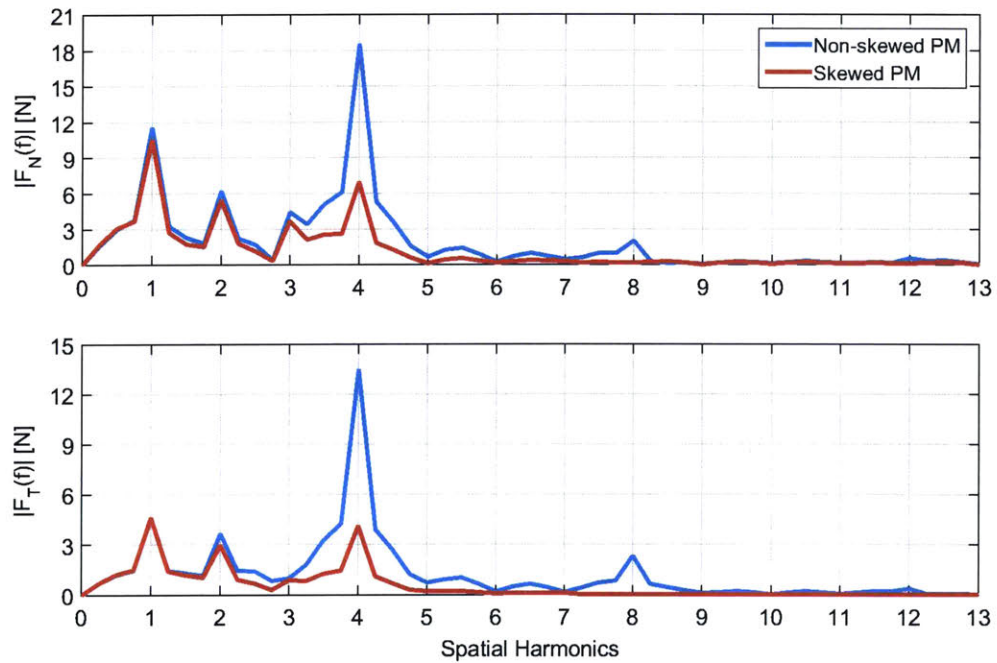 21
18
15
12
9
6
3
0
|F_N(f)| [N]
Non-skewed PM
Skewed PM
0 1 2 3 4 5 6 7 8 9 10 11 12 13
15
12
9
6
3
0
|F_T(f)| [N]
0 1 2 3 4 5 6 7 8 9 10 11 12 13
Spatial Harmonics